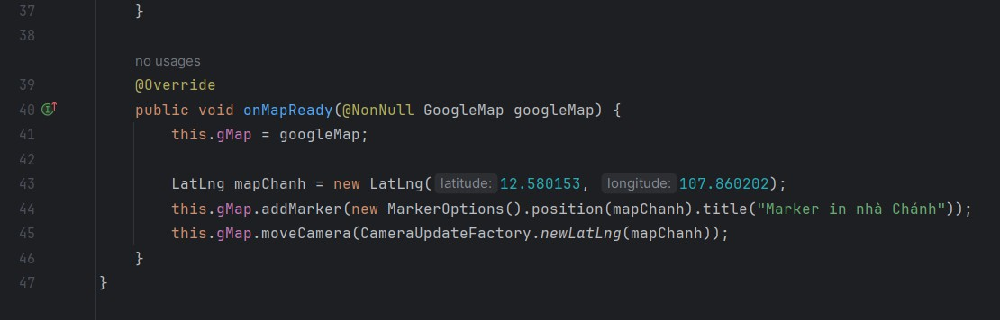 37 }
38
no usages
39 @Override
40 public void onMapReady(@NonNull GoogleMap googleMap) {
41 this.gMap = googleMap;
42
43 LatLng mapChanh = new LatLng( latitude: 12.580153, longitude: 107.860202);
44 this.gMap.addMarker(new MarkerOptions().position(mapChanh).title("Marker in nhà Chánh"));
45 this.gMap.moveCamera(CameraUpdateFactory.newLatLng(mapChanh));
46 }
47 }